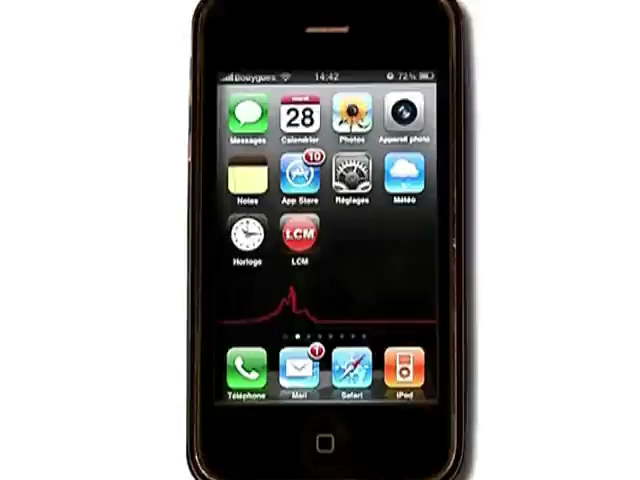 Bouygues 14:42 72%
28
Messages Calendrier Photos Appareil photo
10
Notes App Store Réglages Météo
LCM
Horloge LCM
1
Téléphone Mail Safari iPod